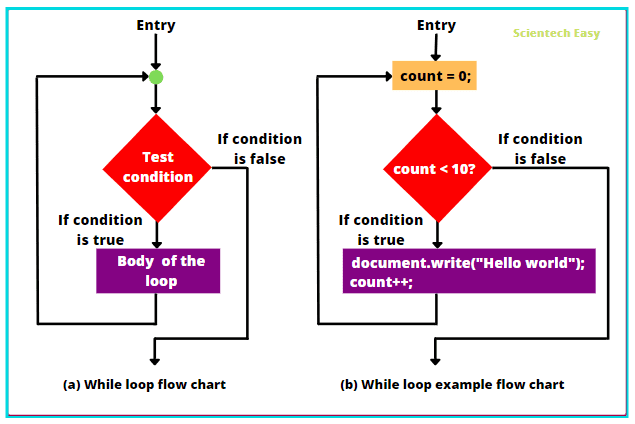 Entry
Test
condition
If condition
is false
If condition
is true
Body of the
loop
(a) While loop flow chart
Scientech Easy
Entry
count = 0;
count < 10?
If condition
is false
If condition
is true
document.write("Hello world");
count++;
(b) While loop example flow chart